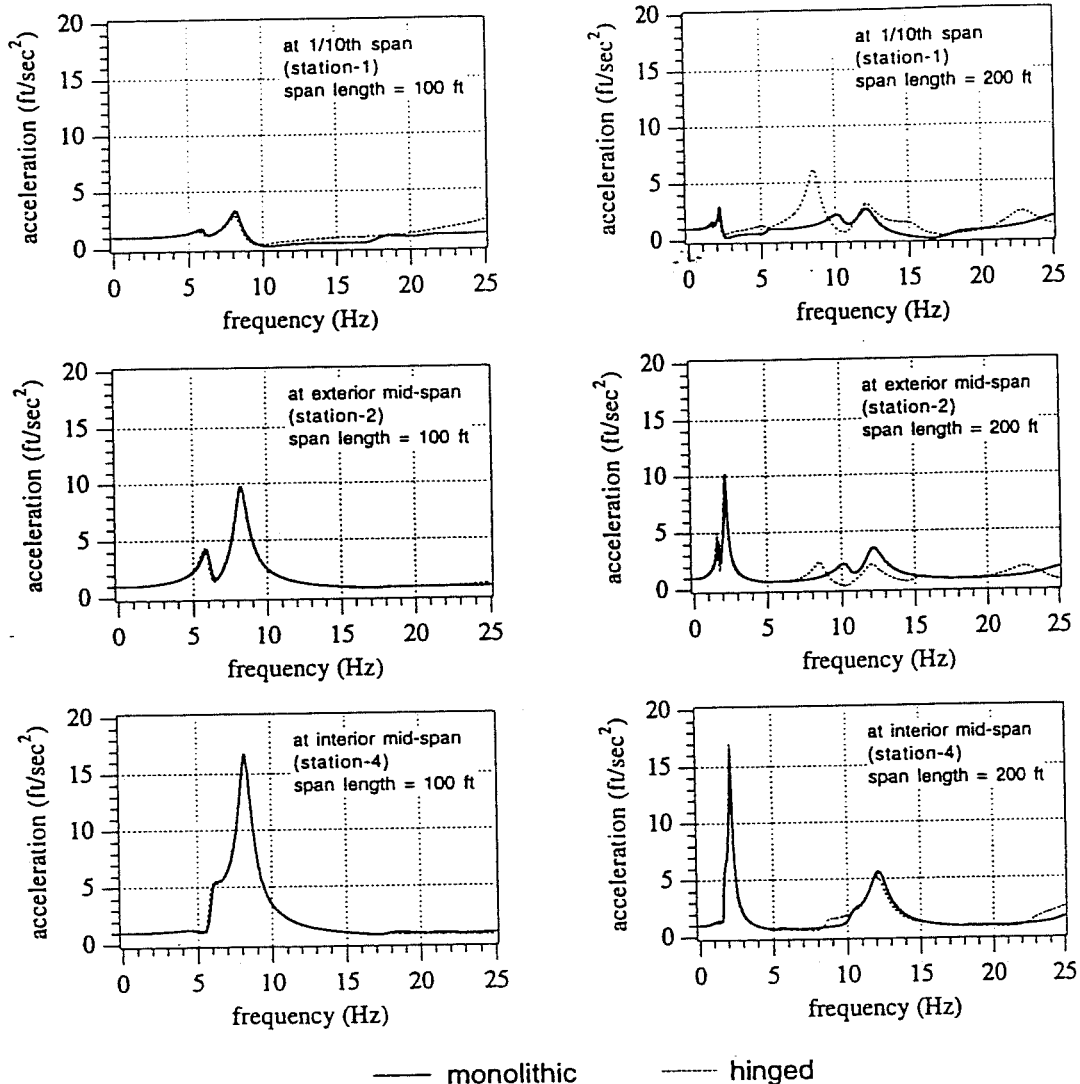 20
15
10
5
0
acceleration (ft/sec²)
at 1/10th span
(station-1)
span length = 100 ft
0 5 10 15 20 25
frequency (Hz)
20
15
10
5
0
acceleration (ft/sec²)
at 1/10th span
(station-1)
span length = 200 ft
0 5 10 15 20 25
frequency (Hz)
20
15
10
5
0
acceleration (ft/sec²)
at exterior mid-span
(station-2)
span length = 100 ft
0 5 10 15 20 25
frequency (Hz)
20
15
10
5
0
acceleration (ft/sec²)
at exterior mid-span
(station-2)
span length = 200 ft
0 5 10 15 20 25
frequency (Hz)
20
15
10
5
0
acceleration (ft/sec²)
at interior mid-span
(station-4)
span length = 100 ft
0 5 10 15 20 25
frequency (Hz)
20
15
10
5
0
acceleration (ft/sec²)
at interior mid-span
(station-4)
span length = 200 ft
0 5 10 15 20 25
frequency (Hz)
monolithic hinged